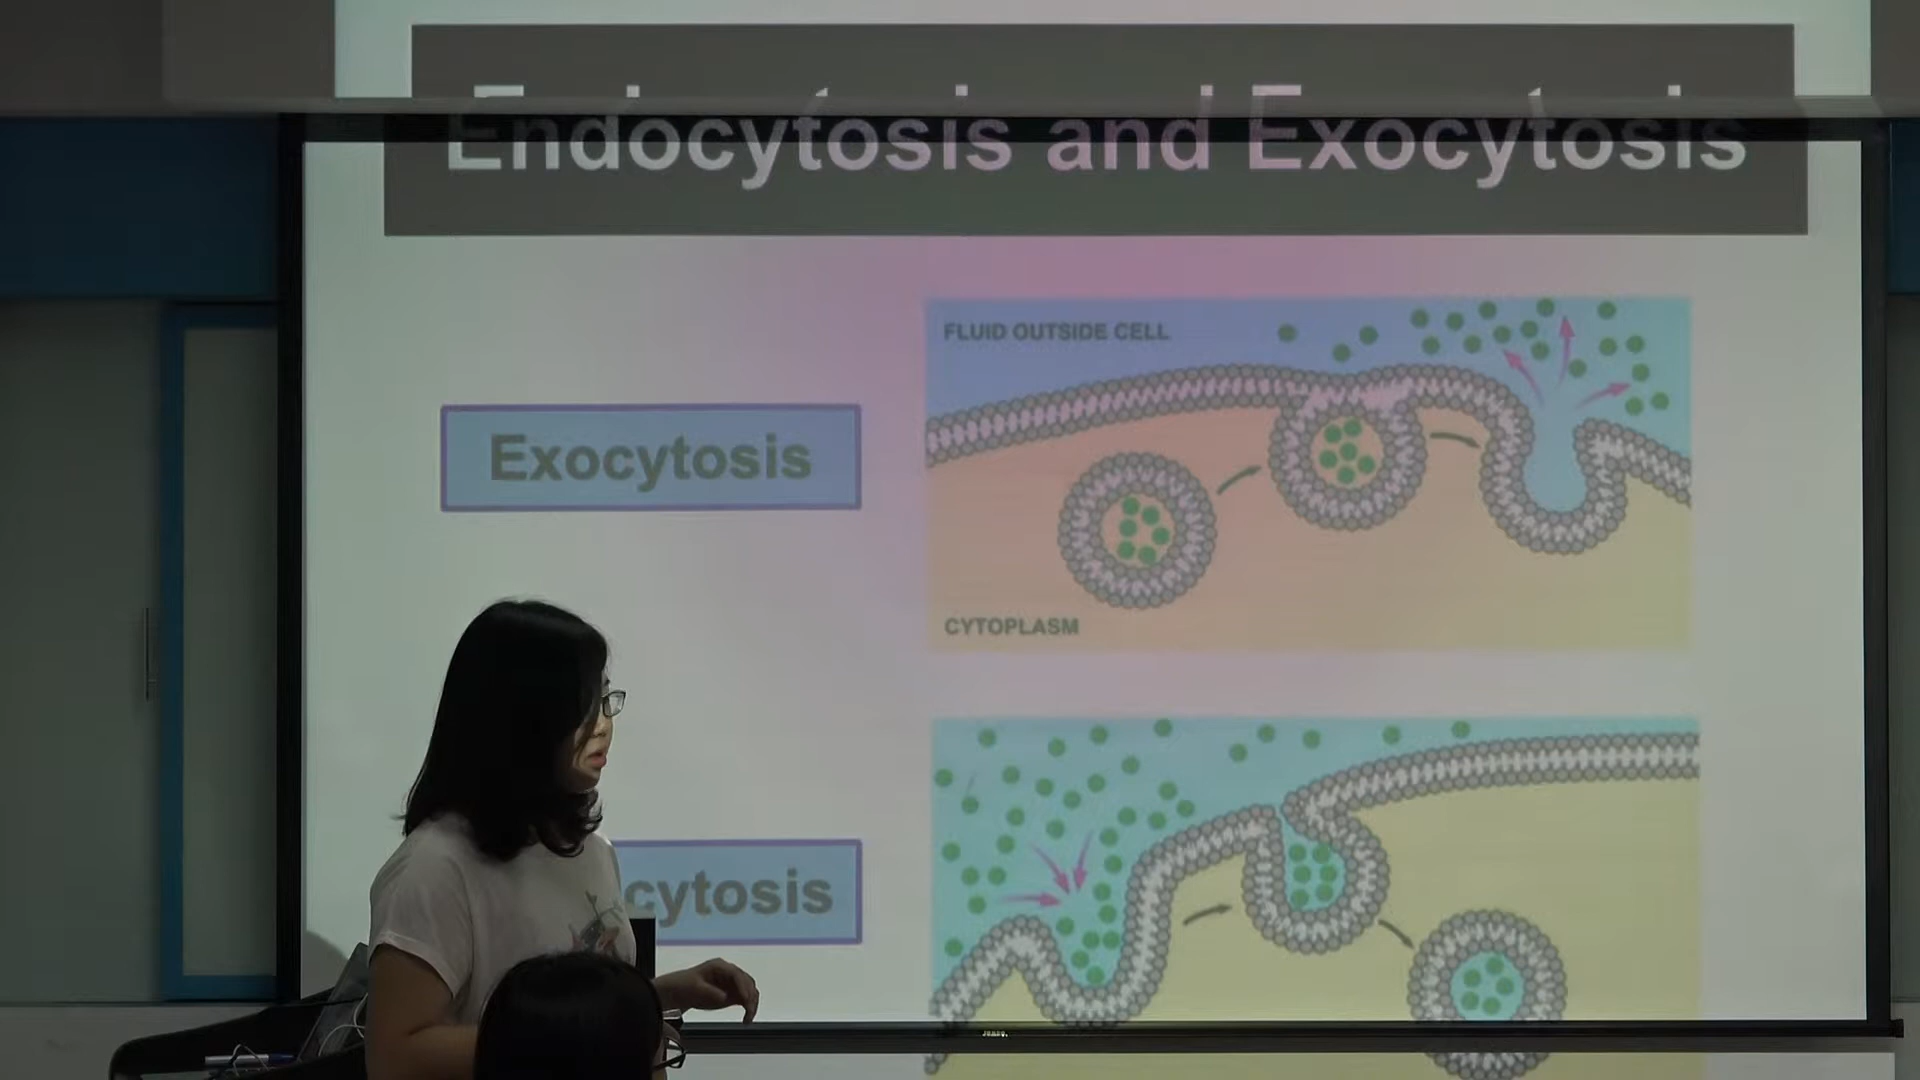 Endocytosis and Exocytosis
FLUID OUTSIDE CELL
Exocytosis
CYTOPLASM
cytosis